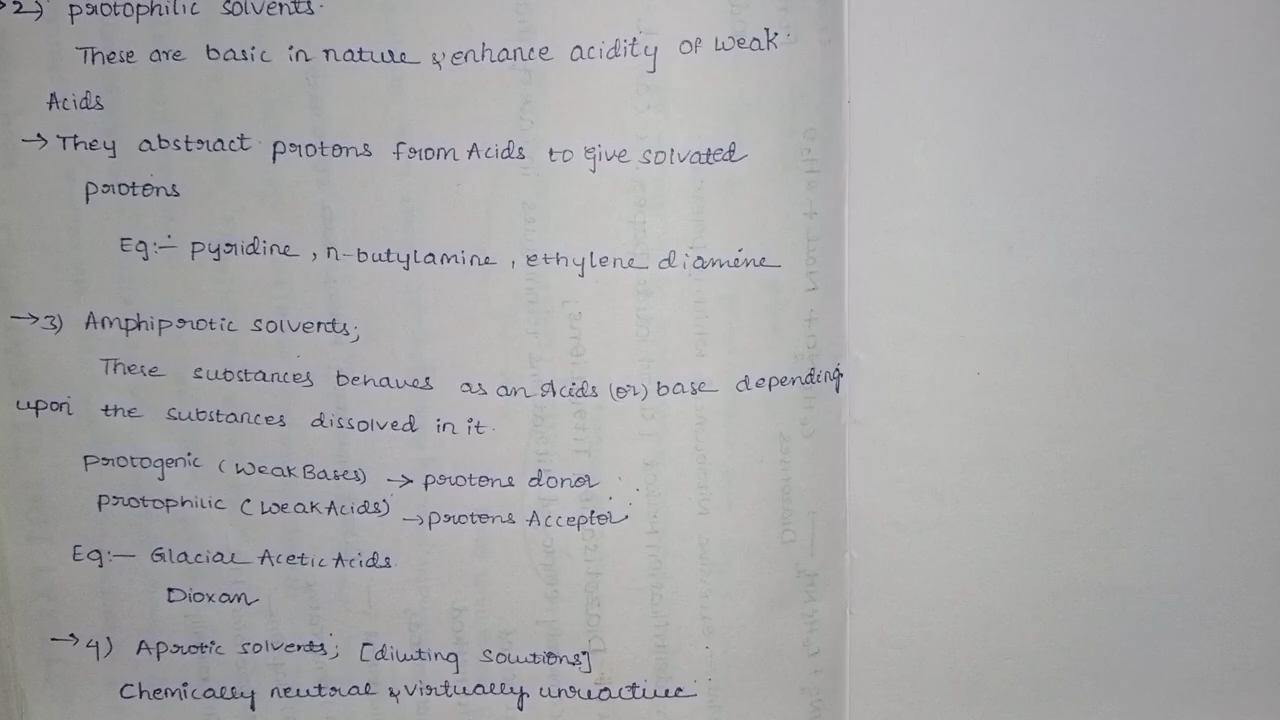 →2) protophilic solvents.
These are basic in nature & enhance acidity of weak
Acids
→ They abstract protons from Acids to give solvated
protons
Eg:- pyridine, n-butylamine, ethylene diamine
→3) Amphiprotic solvents;
These substances behaves as an Acids (or) base depending
upon the substances dissolved in it.
protogenic (Weak Bases) → protons donor
protophilic (Weak Acids) → protons Acceptor
Eg:- Glacial Acetic Acids.
Dioxan
→4) Aprotic solvents; [diluting solutions]
Chemically neutral & virtually unreactive